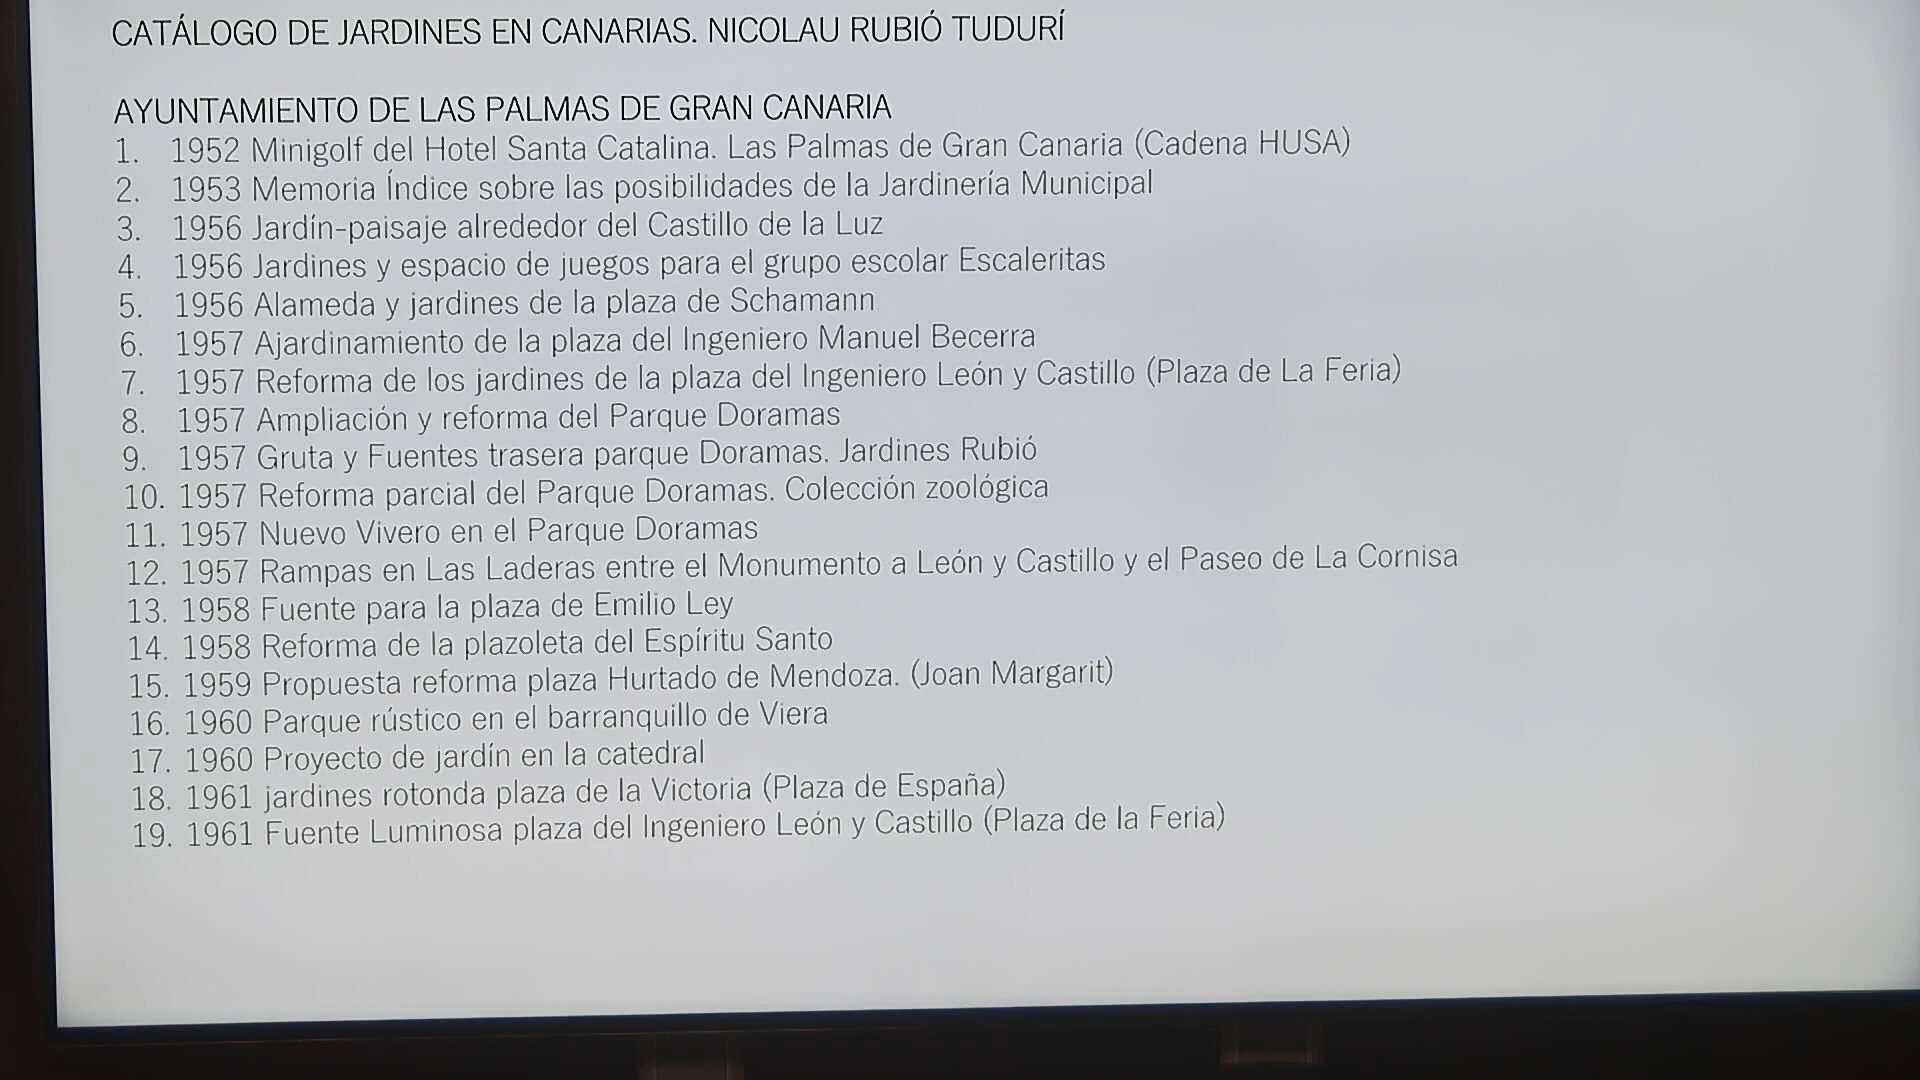 CATÁLOGO DE JARDINES EN CANARIAS. NICOLAU RUBIÓ TUDURÍ
AYUNTAMIENTO DE LAS PALMAS DE GRAN CANARIA
1. 1952 Minigolf del Hotel Santa Catalina. Las Palmas de Gran Canaria (Cadena HUSA)
2. 1953 Memoria Índice sobre las posibilidades de la Jardinería Municipal
3. 1956 Jardín-paisaje alrededor del Castillo de la Luz
4. 1956 Jardines y espacio de juegos para el grupo escolar Escaleritas
5. 1956 Alameda y jardines de la plaza de Schamann
6. 1957 Ajardinamiento de la plaza del Ingeniero Manuel Becerra
7. 1957 Reforma de los jardines de la plaza del Ingeniero León y Castillo (Plaza de La Feria)
8. 1957 Ampliación y reforma del Parque Doramas
9. 1957 Gruta y Fuentes trasera parque Doramas. Jardines Rubió
10. 1957 Reforma parcial del Parque Doramas. Colección zoológica
11. 1957 Nuevo Vivero en el Parque Doramas
12. 1957 Rampas en Las Laderas entre el Monumento a León y Castillo y el Paseo de La Cornisa
13. 1958 Fuente para la plaza de Emilio Ley
14. 1958 Reforma de la plazoleta del Espíritu Santo
15. 1959 Propuesta reforma plaza Hurtado de Mendoza. (Joan Margarit)
16. 1960 Parque rústico en el barranquillo de Viera
17. 1960 Proyecto de jardín en la catedral
18. 1961 jardines rotonda plaza de la Victoria (Plaza de España)
19. 1961 Fuente Luminosa plaza del Ingeniero León y Castillo (Plaza de la Feria)